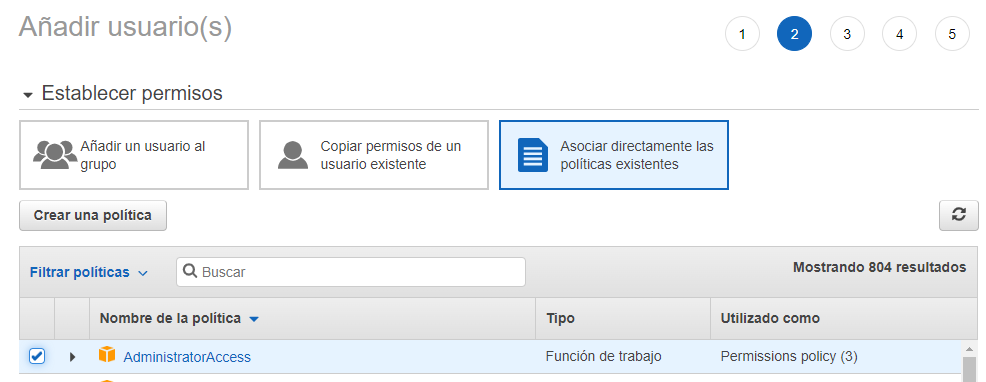 Añadir usuario(s)
1 2 3 4 5
Establecer permisos
Añadir un usuario al
grupo
Copiar permisos de un
usuario existente
Asociar directamente las
políticas existentes
Crear una política
Filtrar políticas
Buscar
Mostrando 804 resultados
Nombre de la política Tipo Utilizado como
AdministratorAccess Función de trabajo Permissions policy (3)